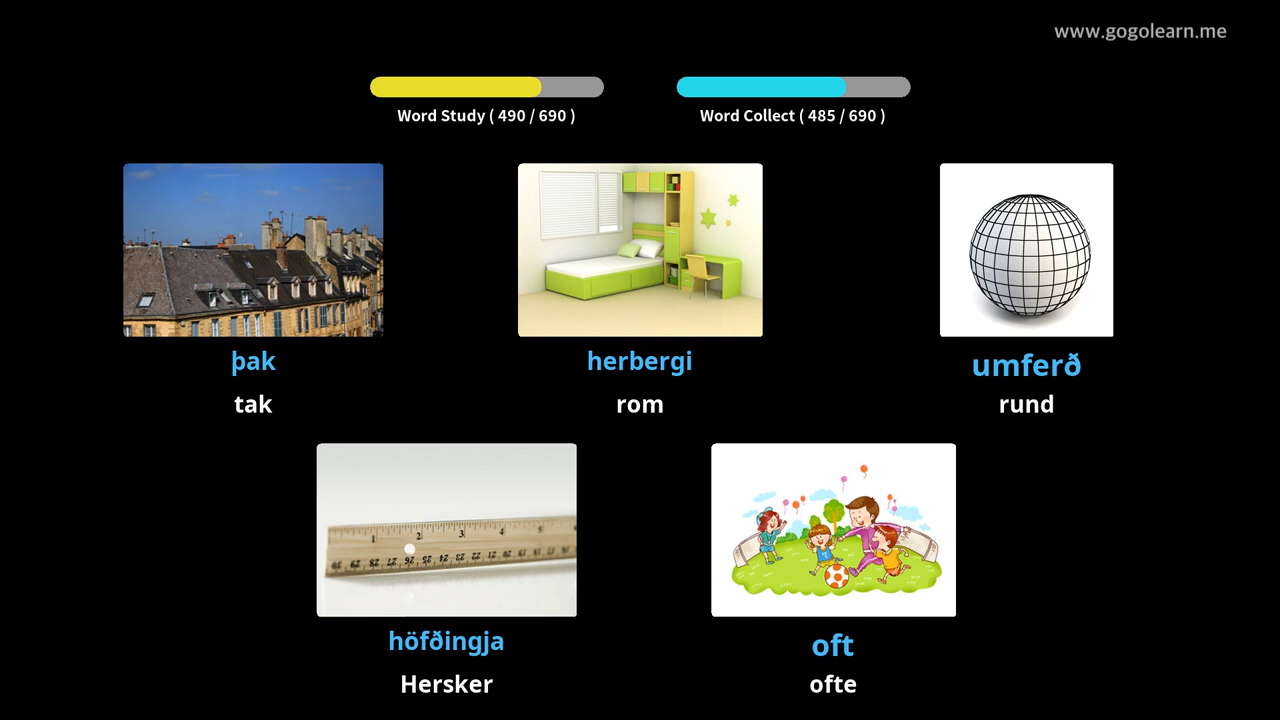 www.gogolearn.me
Word Study ( 490 / 690 )
Word Collect ( 485 / 690 )
þak
herbergi
umferð
tak
rom
rund
höfðingja
oft
Hersker
ofte